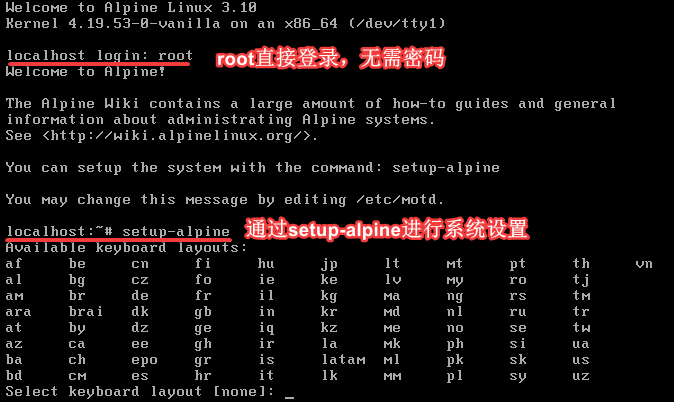 Welcome to Alpine Linux 3.10
Kernel 4.19.53-0-vanilla on an x86_64 (/dev/tty1)
localhost login: root
root直接登录，无需密码
Welcome to Alpine!
The Alpine Wiki contains a large amount of how-to guides and general
information about administrating Alpine systems.
See <http://wiki.alpinelinux.org/>.
You can setup the system with the command: setup-alpine
You may change this message by editing /etc/motd.
localhost:~# setup-alpine
通过setup-alpine进行系统设置
Available keyboard layouts:
af be cn fi hu jp lt mt pt th vn
al bg cz fo ie ke lv my ro tj
am br de fr il kg ma ng rs tm
ara brai dk gb in kr md nl ru tr
at by dz ge iq kz me no se tw
az ca ee gh ir la mk ph si ua
ba ch epo gr is latam ml pk sk us
bd cm es hr it lk mm pl sy uz
Select keyboard layout [none]: _